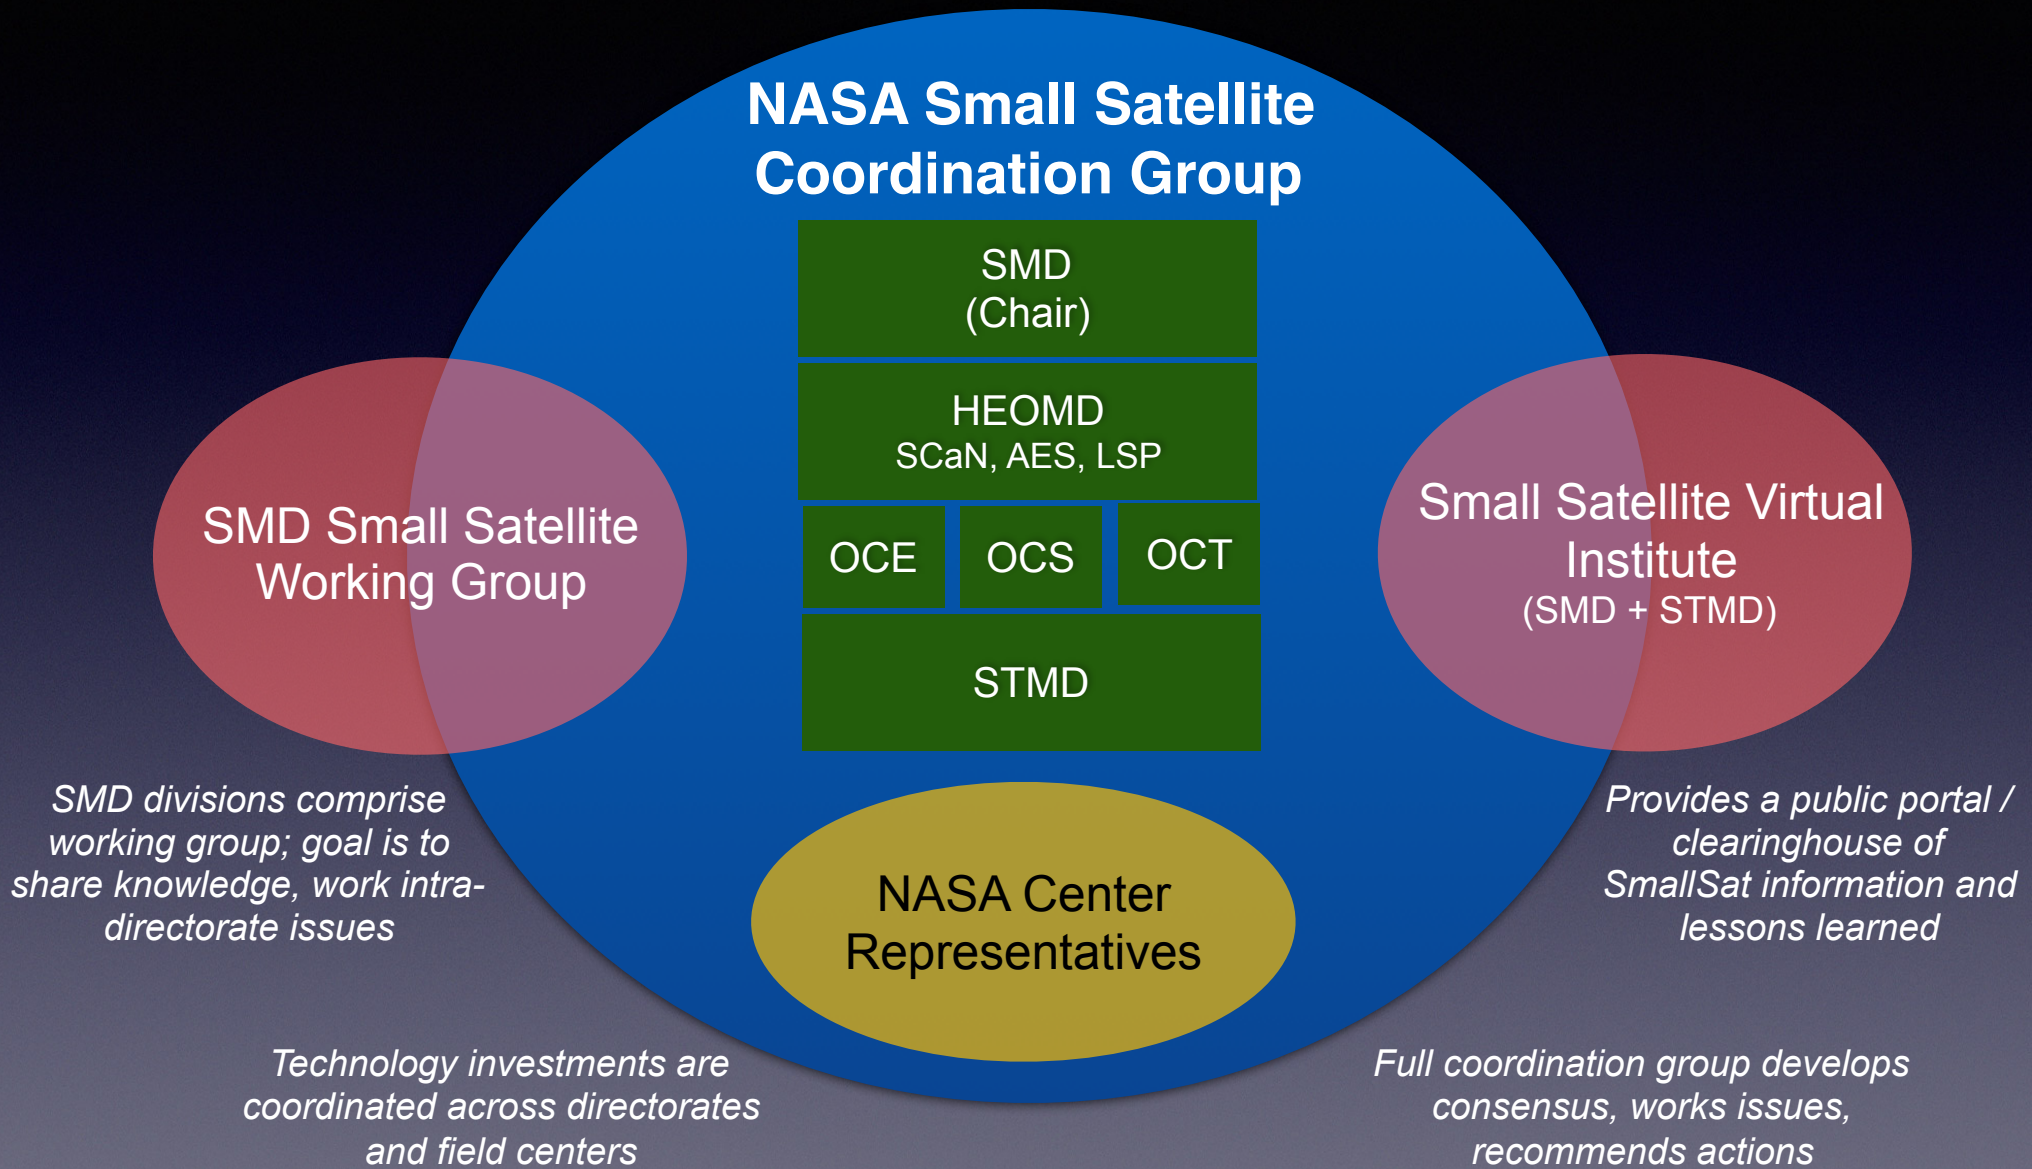 NASA Small Satellite
Coordination Group
SMD
(Chair)
HEOMD
SCaN, AES, LSP
OCE
OCS
OCT
STMD
NASA Center
Representatives
SMD Small Satellite
Working Group
Small Satellite Virtual
Institute
(SMD + STMD)
SMD divisions comprise
working group; goal is to
share knowledge, work intra-
directorate issues
Provides a public portal /
clearinghouse of
SmallSat information and
lessons learned
Technology investments are
coordinated across directorates
and field centers
Full coordination group develops
consensus, works issues,
recommends actions